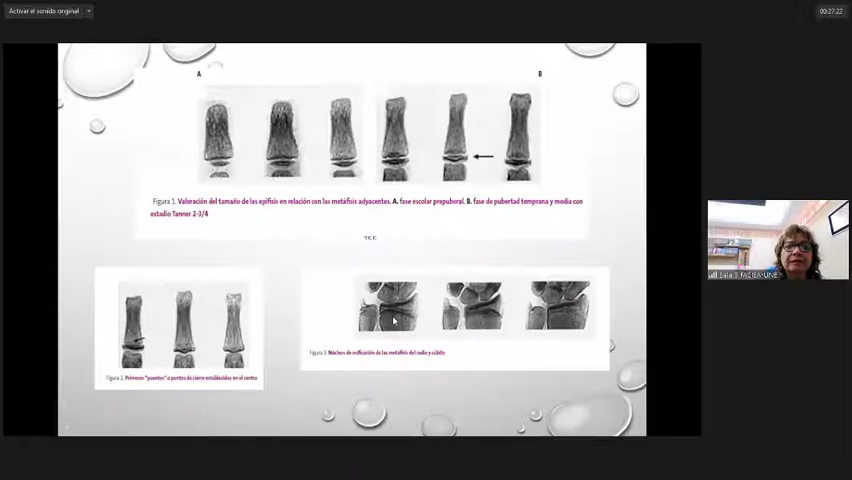 Activar el sonido original
00:27:22
A
B
Figura 1. Valoración del tamaño de las epífisis en relación con las metáfisis adyacentes. A. fase escolar prepuberal. B. fase de pubertad temprana y media con
estadio Tanner 2-3/4
Figura 3. Núcleos de osificación de las metáfisis del radio y cúbito.
Figura 2. Primeros "puentes" o puntos de cierre establecidos en el centro